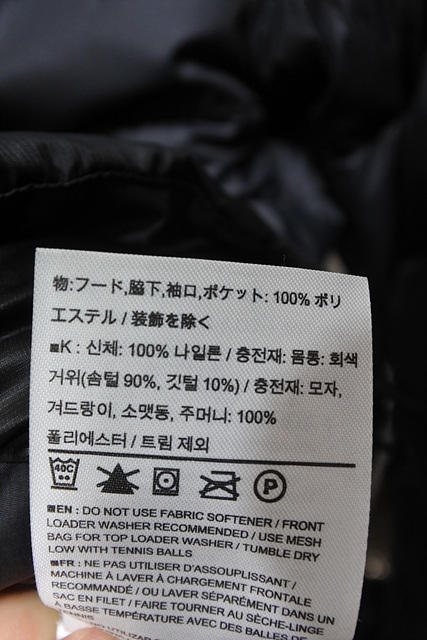 物:フード,脇下,袖口,ポケット: 100% ポリ
エステル / 装飾を除く
■K : 신체: 100% 나일론 / 충전재: 몸통: 회색
거위(솜털 90%, 깃털 10%) / 충전재: 모자,
겨드랑이, 소맷동, 주머니: 100%
폴리에스터 / 트림 제외
40C
P
■EN : DO NOT USE FABRIC SOFTENER / FRONT
LOADER WASHER RECOMMENDED / USE MESH
BAG FOR TOP LOADER WASHER / TUMBLE DRY
LOW WITH TENNIS BALLS
■FR : NE PAS UTILISER D'ASSOUPLISSANT /
MACHINE À LAVER À CHARGEMENT FRONTALE
RECOMMANDÉ / OU LAVER SÉPARÉMENT DANS UN
SAC EN FILET / FAIRE TOURNER AU SÈCHE-LINGE
À BASSE TEMPÉRATURE AVEC DES BALLES DE
TENNIS
NO UTILIZAR